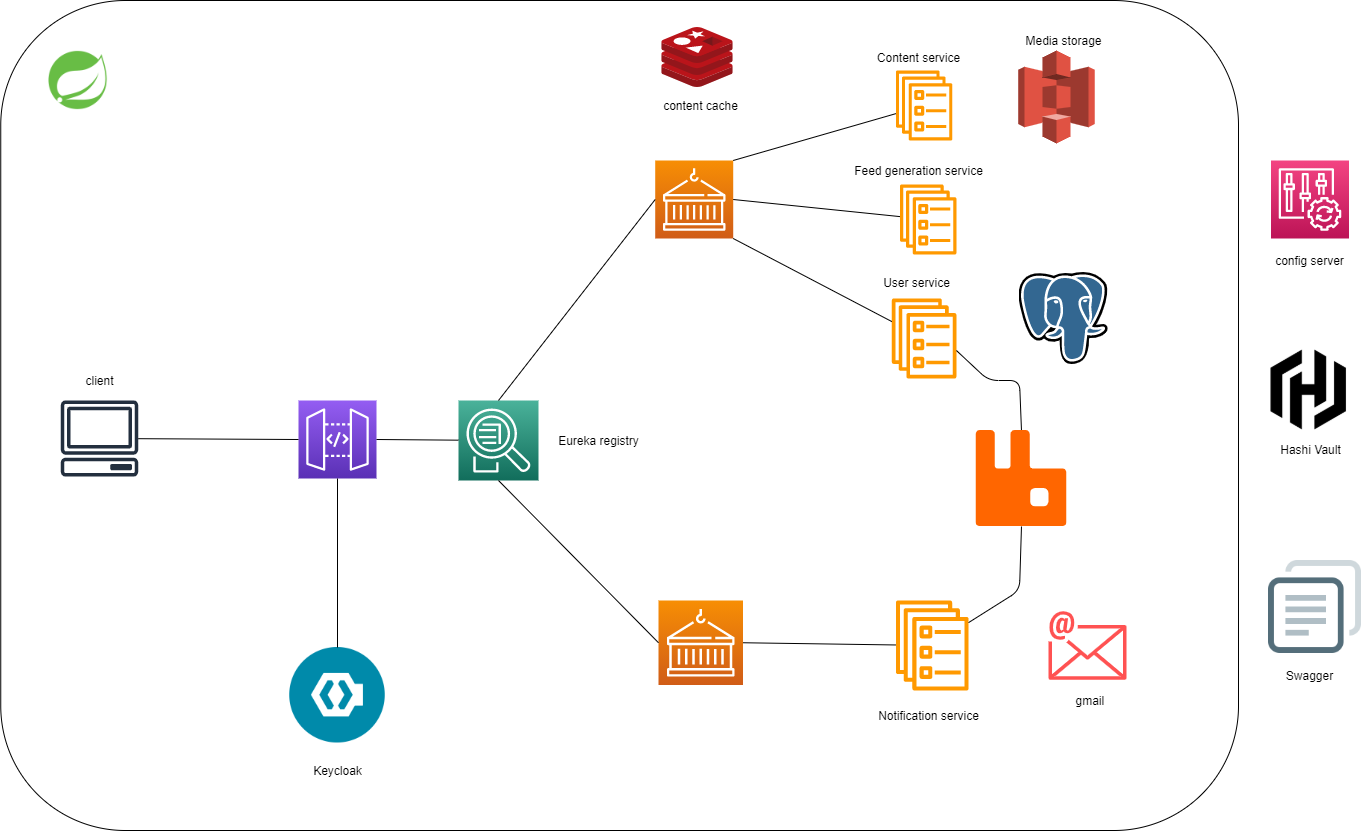 Media storage
Content service
content cache
Feed generation service
config server
User service
client
Eureka registry
</>
Hashi Vault
@
gmail
Swagger
Notification service
Keycloak